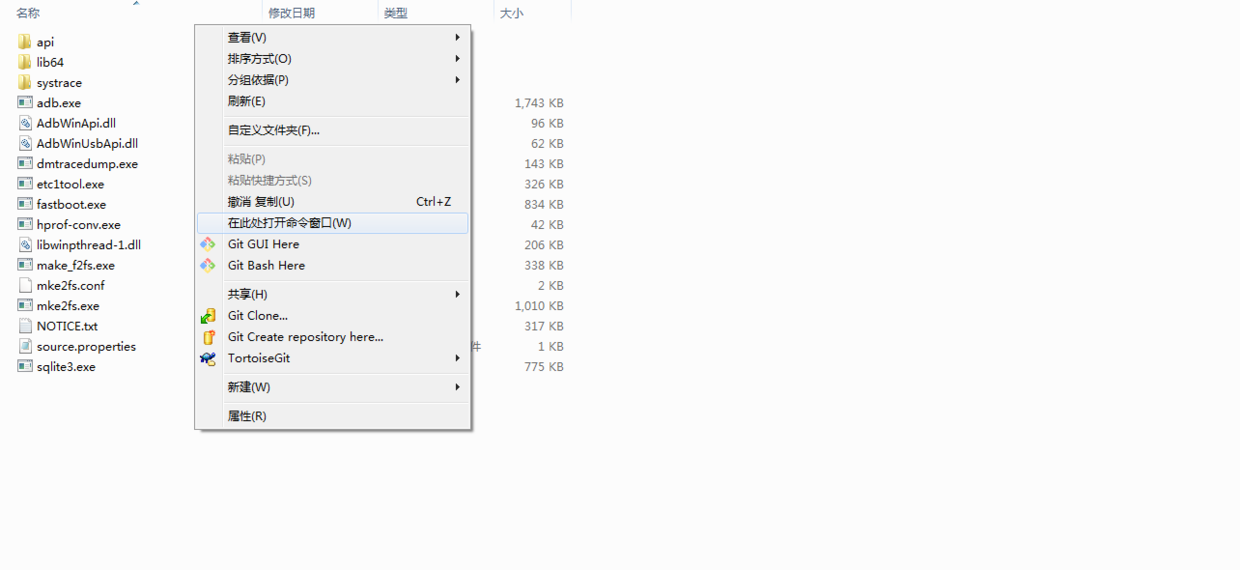 名称 修改日期 类型 大小
查看(V)
api
排序方式(O)
lib64
分组依据(P)
systrace
刷新(E)
adb.exe 1,743 KB
AdbWinApi.dll 96 KB
自定义文件夹(F)...
AdbWinUsbApi.dll 62 KB
粘贴(P)
dmtracedump.exe 143 KB
粘贴快捷方式(S)
etc1tool.exe 326 KB
撤消 复制(U) Ctrl+Z
fastboot.exe 834 KB
在此处打开命令窗口(W)
hprof-conv.exe 42 KB
Git GUI Here
libwinpthread-1.dll 206 KB
Git Bash Here
make_f2fs.exe 338 KB
mke2fs.conf 2 KB
共享(H)
mke2fs.exe 1,010 KB
Git Clone...
NOTICE.txt 317 KB
Git Create repository here...
source.properties 件 1 KB
TortoiseGit
sqlite3.exe 775 KB
新建(W)
属性(R)